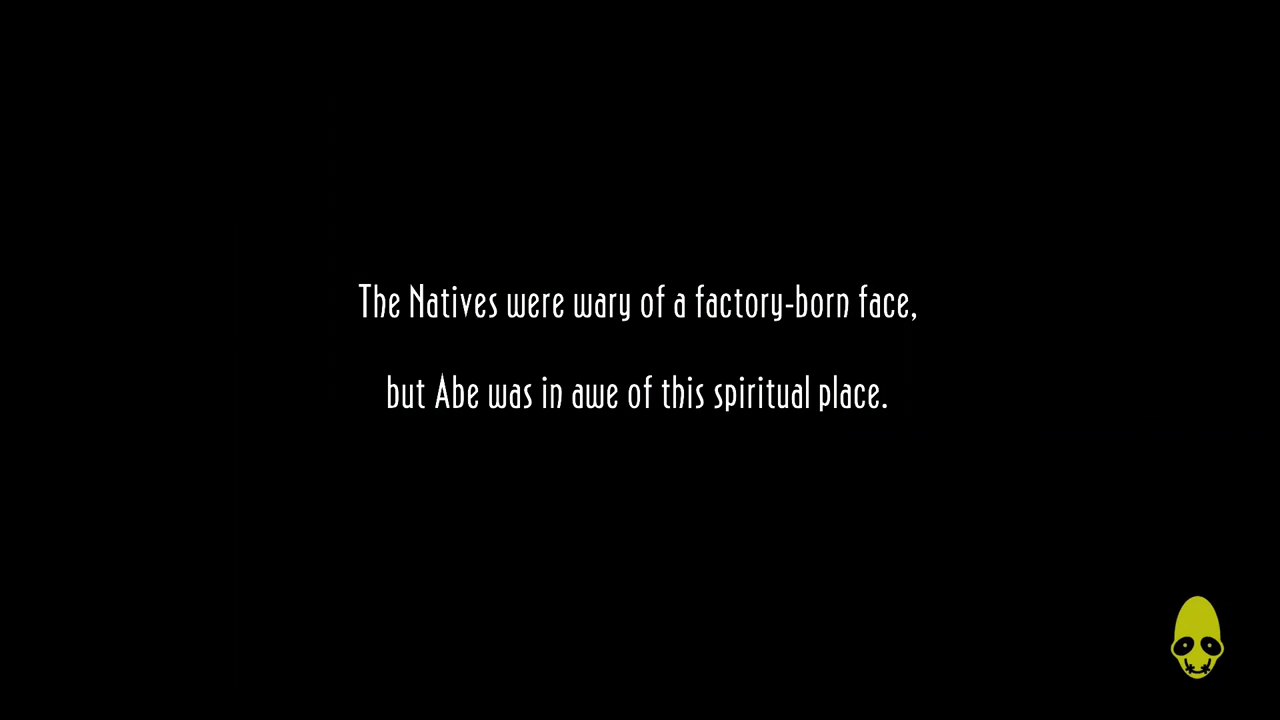 The Natives were wary of a factory-born face,
but Abe was in awe of this spiritual place.